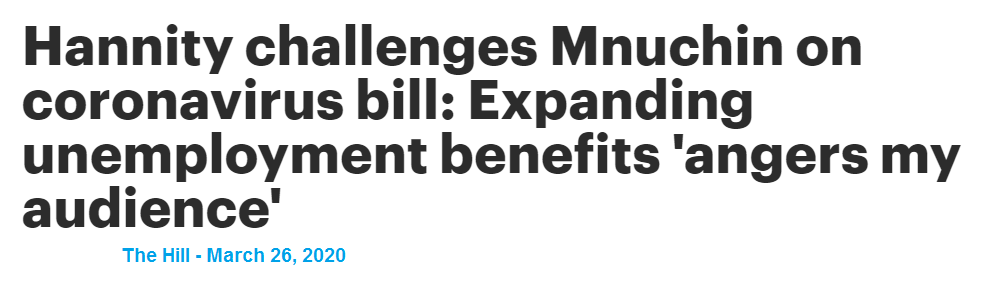 Hannity challenges Mnuchin on
coronavirus bill: Expanding
unemployment benefits 'angers my
audience'
The Hill - March 26, 2020